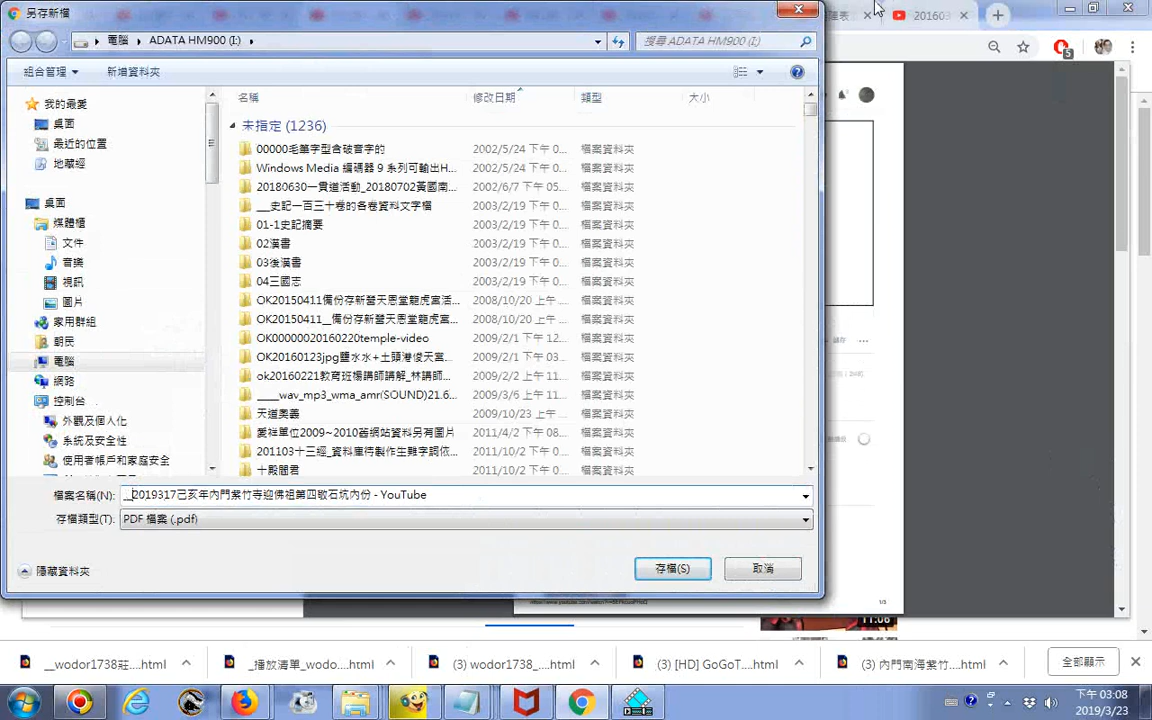 另存新檔
電腦 ▸ ADATA HM900 (I:) ▸
搜尋 ADATA HM900 (I:)
201603
5
組合管理
新增資料夾
我的最愛
桌面
最近的位置
地藏經
桌面
媒體櫃
文件
音樂
視訊
圖片
家用群組
朝民
電腦
網路
控制台
外觀及個人化
系統及安全性
使用者帳戶和家庭安全
名稱 修改日期 類型 大小
未指定 (1236)
00000毛筆字型含破音字的 2002/5/24 下午 0... 檔案資料夾
Windows Media 編碼器 9 系列可輸出H... 2002/5/24 下午 0... 檔案資料夾
20180630一貫道活動_20180702黃國南... 2002/6/7 下午 05... 檔案資料夾
___史記一百三十卷的各卷資料文字檔 2003/2/19 下午 0... 檔案資料夾
01-1史記摘要 2003/2/19 下午 0... 檔案資料夾
02漢書 2003/2/19 下午 0... 檔案資料夾
03後漢書 2003/2/19 下午 0... 檔案資料夾
04三國志 2003/2/19 下午 0... 檔案資料夾
OK20150411備份存新營天恩堂龍虎宮活... 2008/10/20 上午 ... 檔案資料夾
OK20150411__備份存新營天恩堂龍虎宮... 2008/10/20 下午 ... 檔案資料夾
OK00000020160220temple-video 2009/2/1 下午 12... 檔案資料夾
OK20160123jpg鹽水水+土頭港俊天宮... 2009/2/1 下午 03... 檔案資料夾
ok20160221教育班楊講師講解_林講師... 2009/2/2 上午 11... 檔案資料夾
____wav_mp3_wma_amr(SOUND)21.6... 2009/3/6 上午 11... 檔案資料夾
天道奧義 2009/10/23 上午 ... 檔案資料夾
愛祥單位2009~2010舊網站資料另有圖片 2011/4/2 下午 07... 檔案資料夾
201103十三經_資料庫待製作生難字詞依... 2011/10/2 上午 0... 檔案資料夾
十殿閻君 2011/10/2 上午 0... 檔案資料夾
檔案名稱(N): __2019317己亥年內門紫竹寺迎佛祖第四敬石坑內份 - YouTube
存檔類型(T): PDF 檔案 (.pdf)
隱藏資料夾
存檔(S) 取消
1/3
11:06
__wodor1738莊....html
_播放清單_wodo....html
(3) wodor1738_....html
(3) [HD] GoGoT....html
(3) 內門南海紫竹....html
全部顯示
下午 03:08
2019/3/23